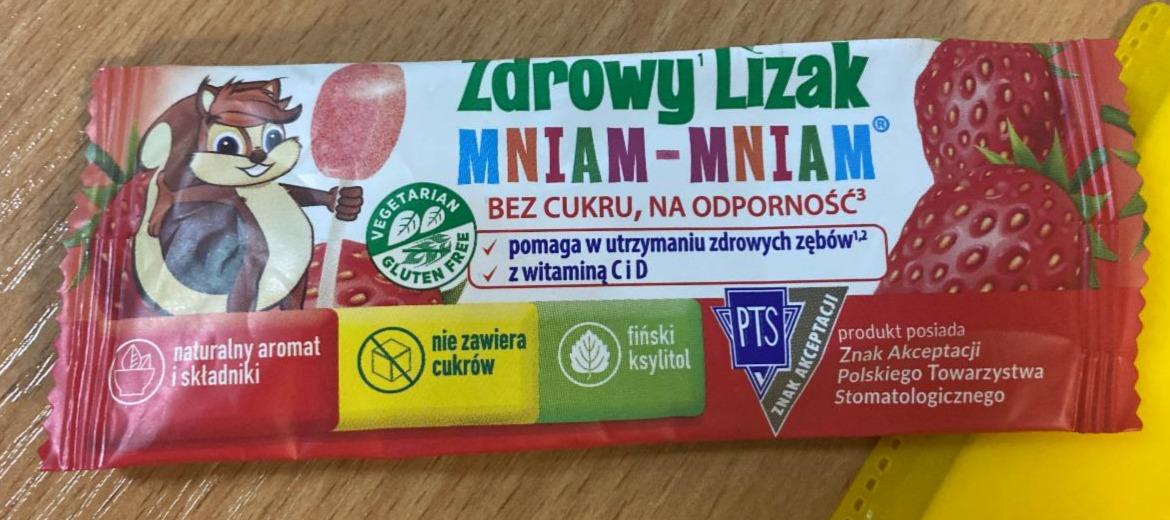 Zdrowy¹ Lizak
MNIAM-MNIAM®
BEZ CUKRU, NA ODPORNOŚĆ³
VEGETARIAN
GLUTEN FREE
✓ pomaga w utrzymaniu zdrowych zębów¹,²
✓ z witaminą C i D
naturalny aromat
i składniki
nie zawiera
cukrów
fiński
ksylitol
PTS
ZNAK AKCEPTACJI
produkt posiada
Znak Akceptacji
Polskiego Towarzystwa
Stomatologicznego